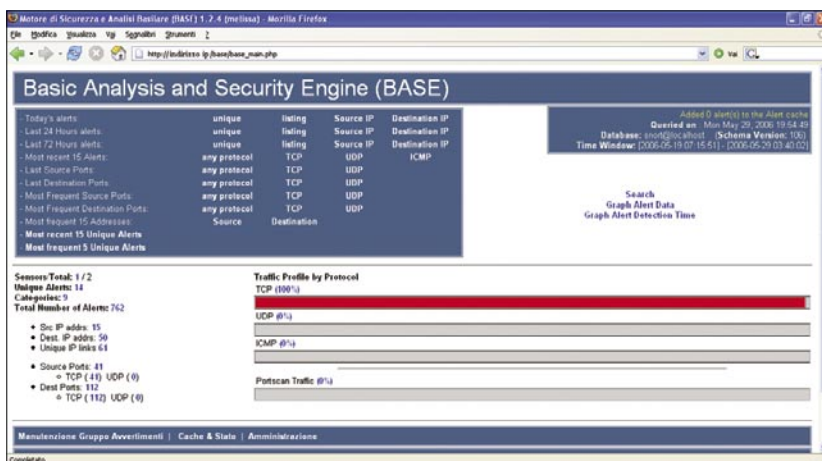 Motore di Sicurezza e Analisi Basilare (BASE) 1.2.4 (melissa) - Mozilla Firefox
File Modifica Visualizza Vai Segnalibri Strumenti ?
http://indirizzo ip/base/base_main.php
Vai
Basic Analysis and Security Engine (BASE)
- Today's alerts: unique listing Source IP Destination IP
- Last 24 Hours alerts: unique listing Source IP Destination IP
- Last 72 Hours alerts: unique listing Source IP Destination IP
- Most recent 15 Alerts: any protocol TCP UDP ICMP
- Last Source Ports: any protocol TCP UDP
- Last Destination Ports: any protocol TCP UDP
- Most Frequent Source Ports: any protocol TCP UDP
- Most Frequent Destination Ports: any protocol TCP UDP
- Most frequent 15 Addresses: Source Destination
- Most recent 15 Unique Alerts
- Most frequent 5 Unique Alerts
Added 0 alert(s) to the Alert cache
Queried on : Mon May 29, 2006 19:54:49
Database: snort@localhost (Schema Version: 106)
Time Window: [2006-05-19 07:15:51] - [2006-05-29 03:40:02]
Search
Graph Alert Data
Graph Alert Detection Time
Sensors/Total: 1 / 2
Unique Alerts: 14
Categories: 9
Total Number of Alerts: 762
Src IP addrs: 15
Dest. IP addrs: 50
Unique IP links 61
Source Ports: 41
TCP ( 41) UDP ( 0)
Dest Ports: 112
TCP ( 112) UDP ( 0)
Traffic Profile by Protocol
TCP (100%)
UDP (0%)
ICMP (0%)
Portscan Traffic (0%)
Manutenzione Gruppo Avvertimenti | Cache & Stato | Amministrazione
Completato